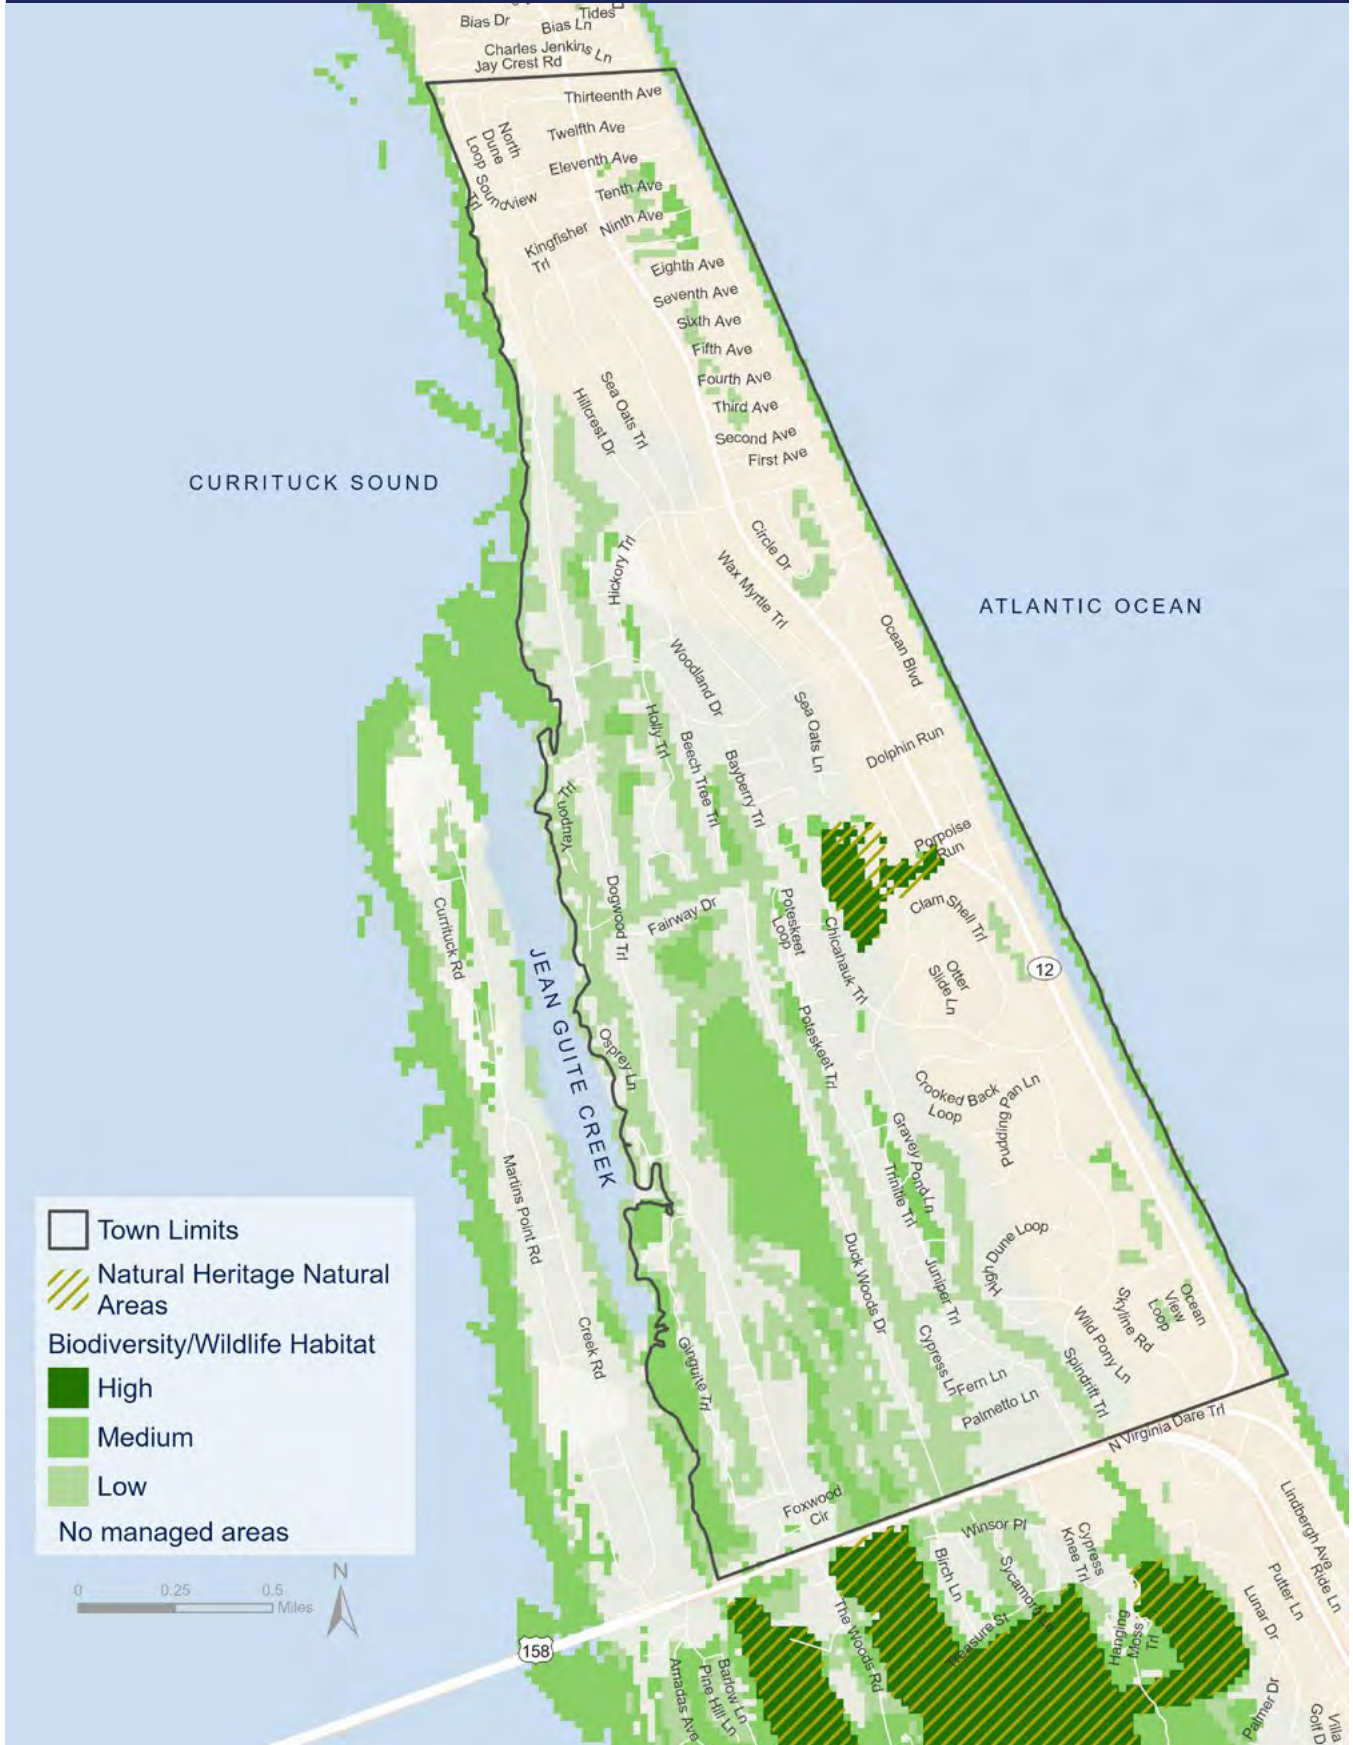 Tides
Bias Dr
Bias Ln
Charles Jenkins Ln
Jay Crest Rd
Thirteenth Ave
Twelfth Ave
North
Dune
Loop
Eleventh Ave
Soundview
Trl
Tenth Ave
Ninth Ave
Kingfisher
Trl
Eighth Ave
Seventh Ave
Sixth Ave
Fifth Ave
Fourth Ave
Third Ave
Second Ave
First Ave
Sea Oats Trl
Hillcrest Dr
CURRITUCK SOUND
Circle Dr
Hickory Trl
Wax Myrtle Trl
ATLANTIC OCEAN
Ocean Blvd
Woodland Dr
Sea Oats Ln
Holly Trl
Beech Tree Trl
Bayberry Trl
Dolphin Run
Yaupon Trl
Porpoise
Run
Dogwood Trl
Fairway Dr
Poteskeet
Loop
Chicahauk Trl
Clam Shell Trl
Currituck Rd
JEAN GUITE CREEK
Otter
Slide Ln
12
Osprey Ln
Poteskeet Trl
Crooked Back
Loop
Pudding Pan Ln
Gravey Pond Ln
Trinitie Trl
Martins Point Rd
Duck Woods Dr
High Dune Loop
Juniper Trl
Creek Rd
Ginguite Trl
Cypress Ln
Fern Ln
Palmetto Ln
Wild Pony Ln
Skyline Rd
Ocean
View
Loop
Spindrift Trl
N Virginia Dare Trl
Foxwood
Cir
Winsor Pl
Birch Ln
Sycamore Ln
Cypress
Knee Trl
Lindbergh Ave
Ride Ln
Putter Ln
Lunar Dr
The Woods Rd
Treasure St
Hanging
Moss
Trl
158
Amadas Ave
Pine Hill Ln
Barlow Ln
Palmer Dr
Villa
Golf D
Town Limits
Natural Heritage Natural
Areas
Biodiversity/Wildlife Habitat
High
Medium
Low
No managed areas
N
0 0.25 0.5
Miles